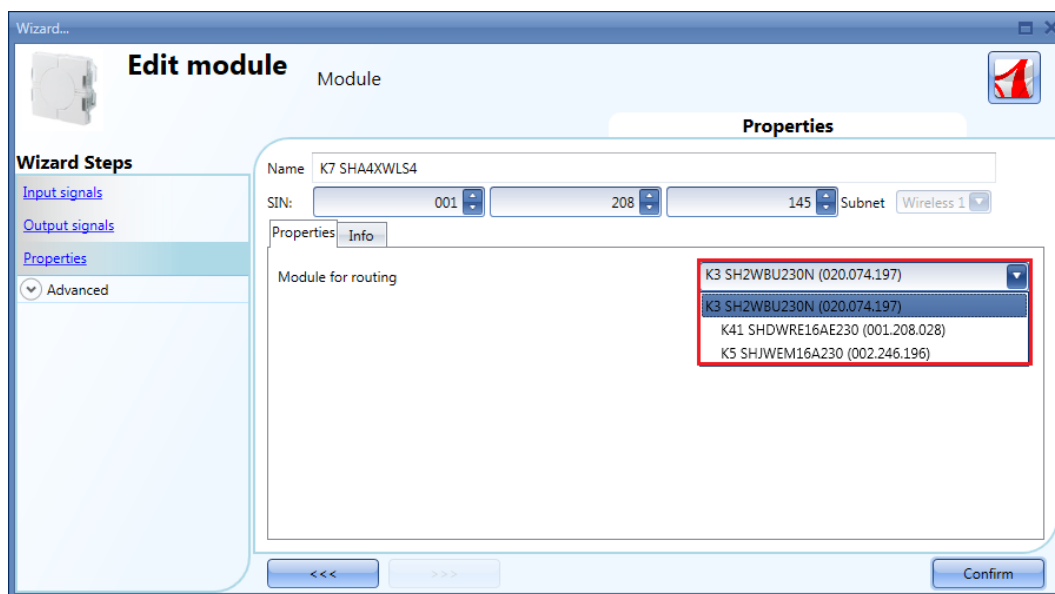 Wizard...
Edit module
Module
Properties
Wizard Steps
Input signals
Output signals
Properties
Advanced
Name K7 SHA4XWLS4
SIN: 001 208 145 Subnet Wireless 1
Properties Info
Module for routing K3 SH2WBU230N (020.074.197)
K3 SH2WBU230N (020.074.197)
K41 SHDWRE16AE230 (001.208.028)
K5 SHJWEM16A230 (002.246.196)
<<< >>> Confirm